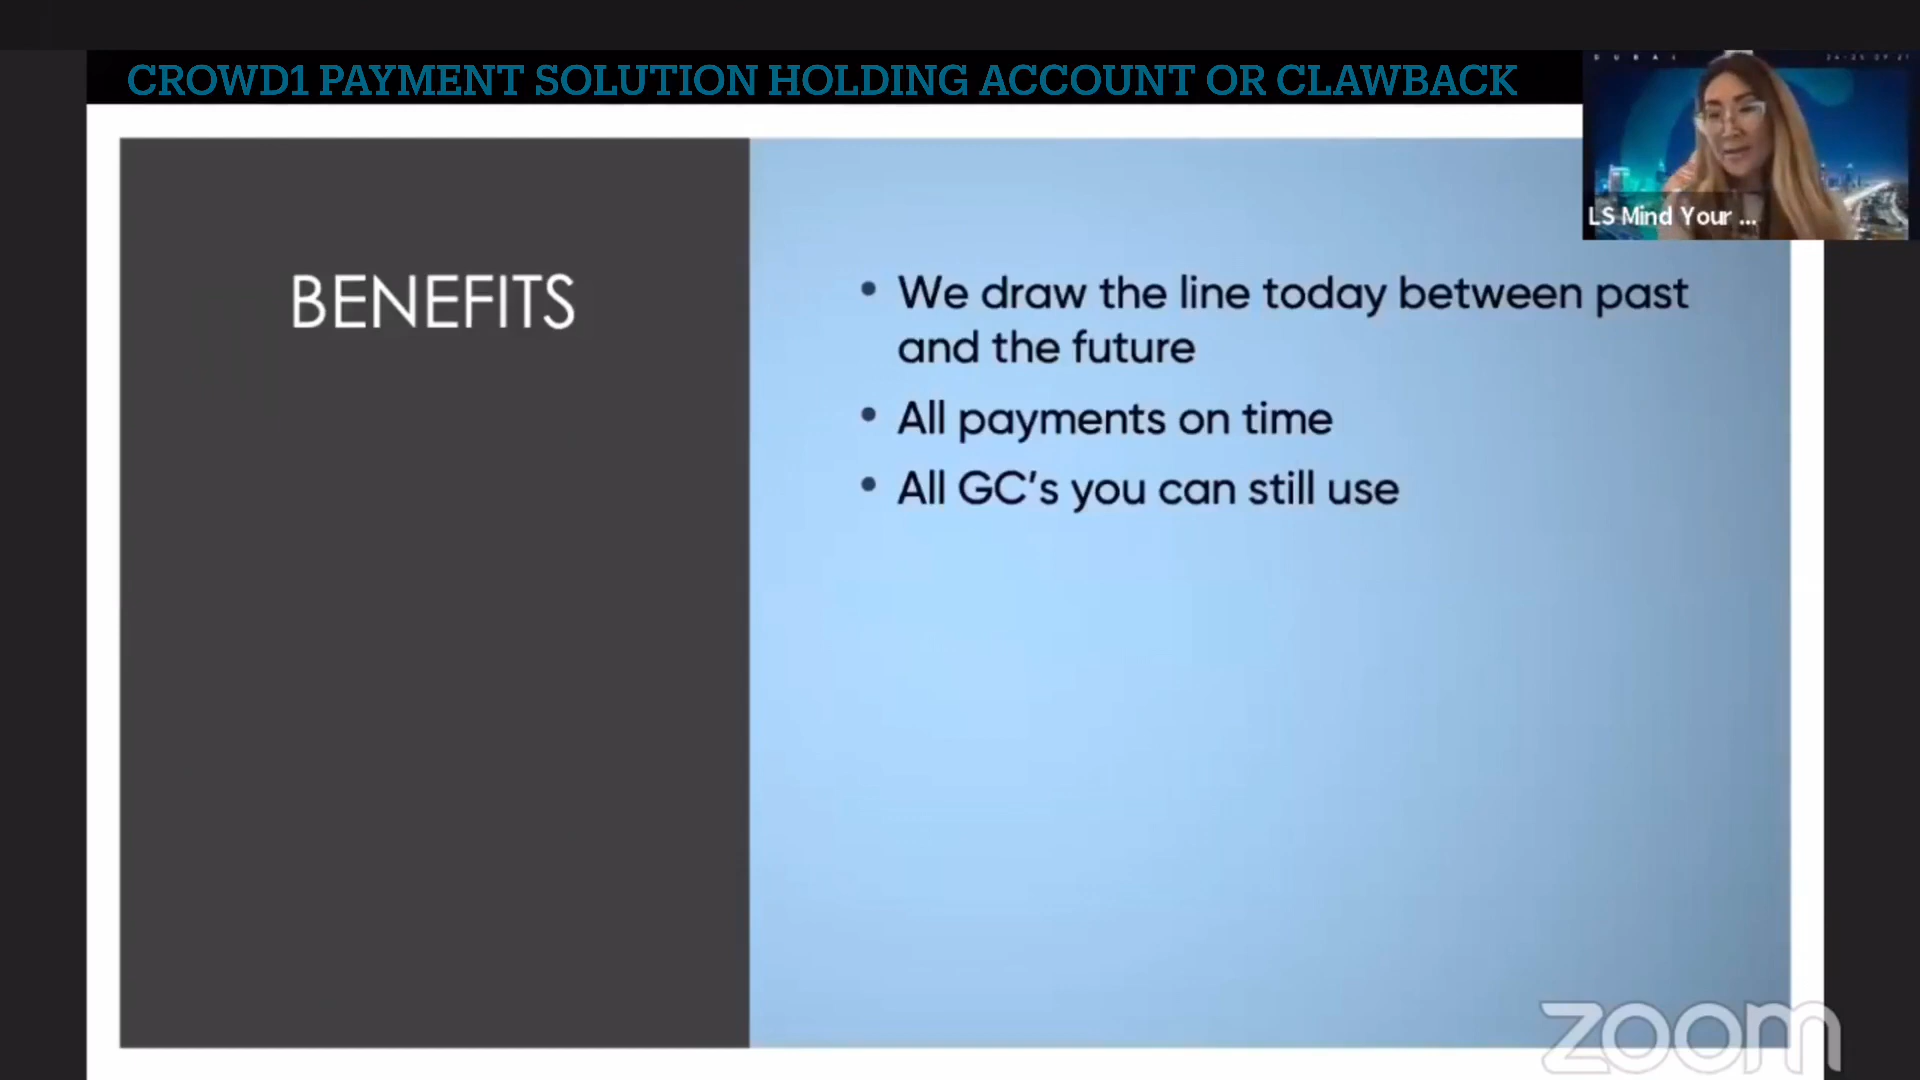 CROWD1 PAYMENT SOLUTION HOLDING ACCOUNT OR CLAWBACK
DUBAI
LS Mind Your ...
BENEFITS
• We draw the line today between past
and the future
• All payments on time
• All GC's you can still use
zoom